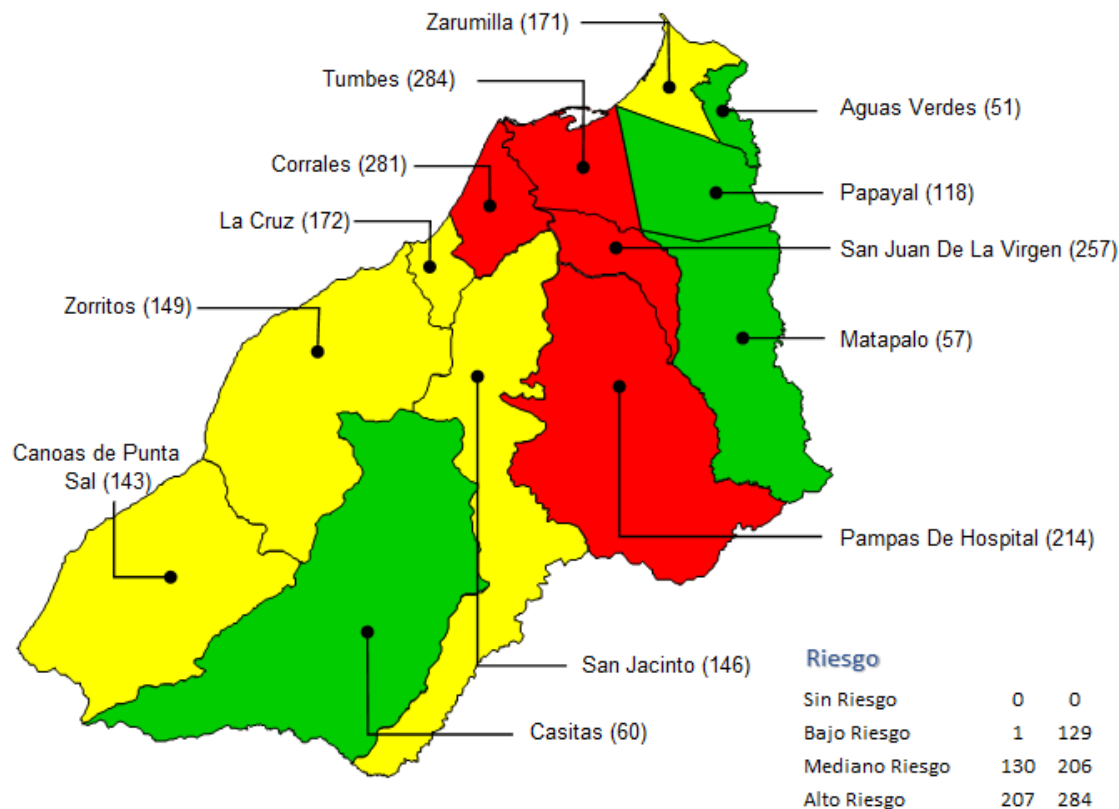 Zarumilla (171)
Tumbes (284)
Aguas Verdes (51)
Corrales (281)
Papayal (118)
La Cruz (172)
San Juan De La Virgen (257)
Zorritos (149)
Matapalo (57)
Canoas de Punta
Sal (143)
Pampas De Hospital (214)
San Jacinto (146)
Casitas (60)
Riesgo
Sin Riesgo 0 0
Bajo Riesgo 1 129
Mediano Riesgo 130 206
Alto Riesgo 207 284